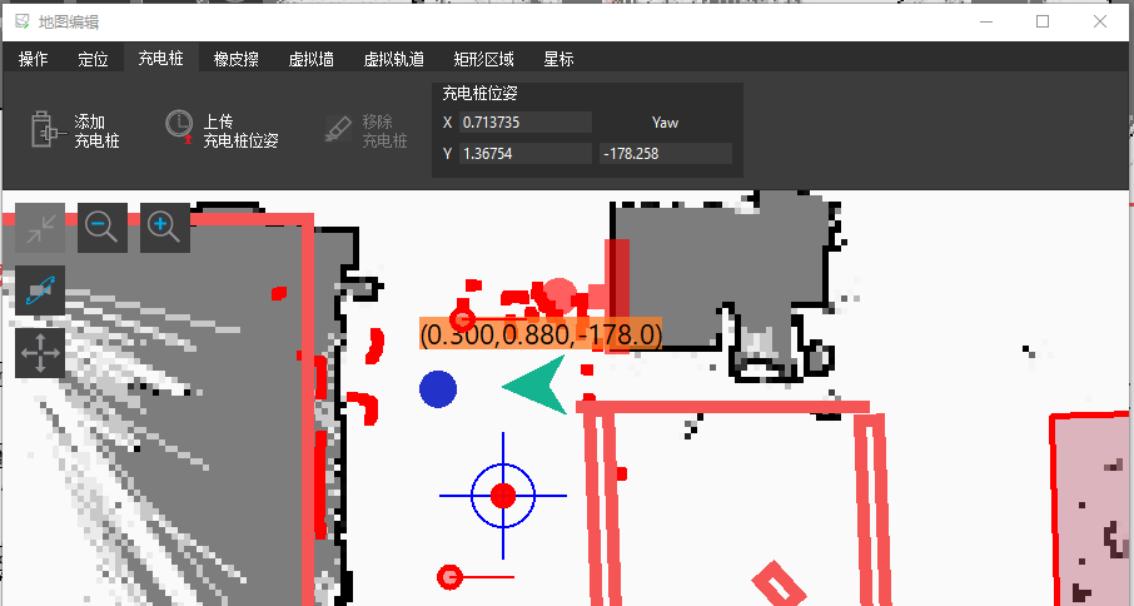 地图编辑
操作 定位 充电桩 橡皮擦 虚拟墙 虚拟轨道 矩形区域 星标
添加
充电桩
上传
充电桩位姿
移除
充电桩
充电桩位姿
X 0.713735 Yaw
Y 1.36754 -178.258
(0.300,0.880,-178.0)